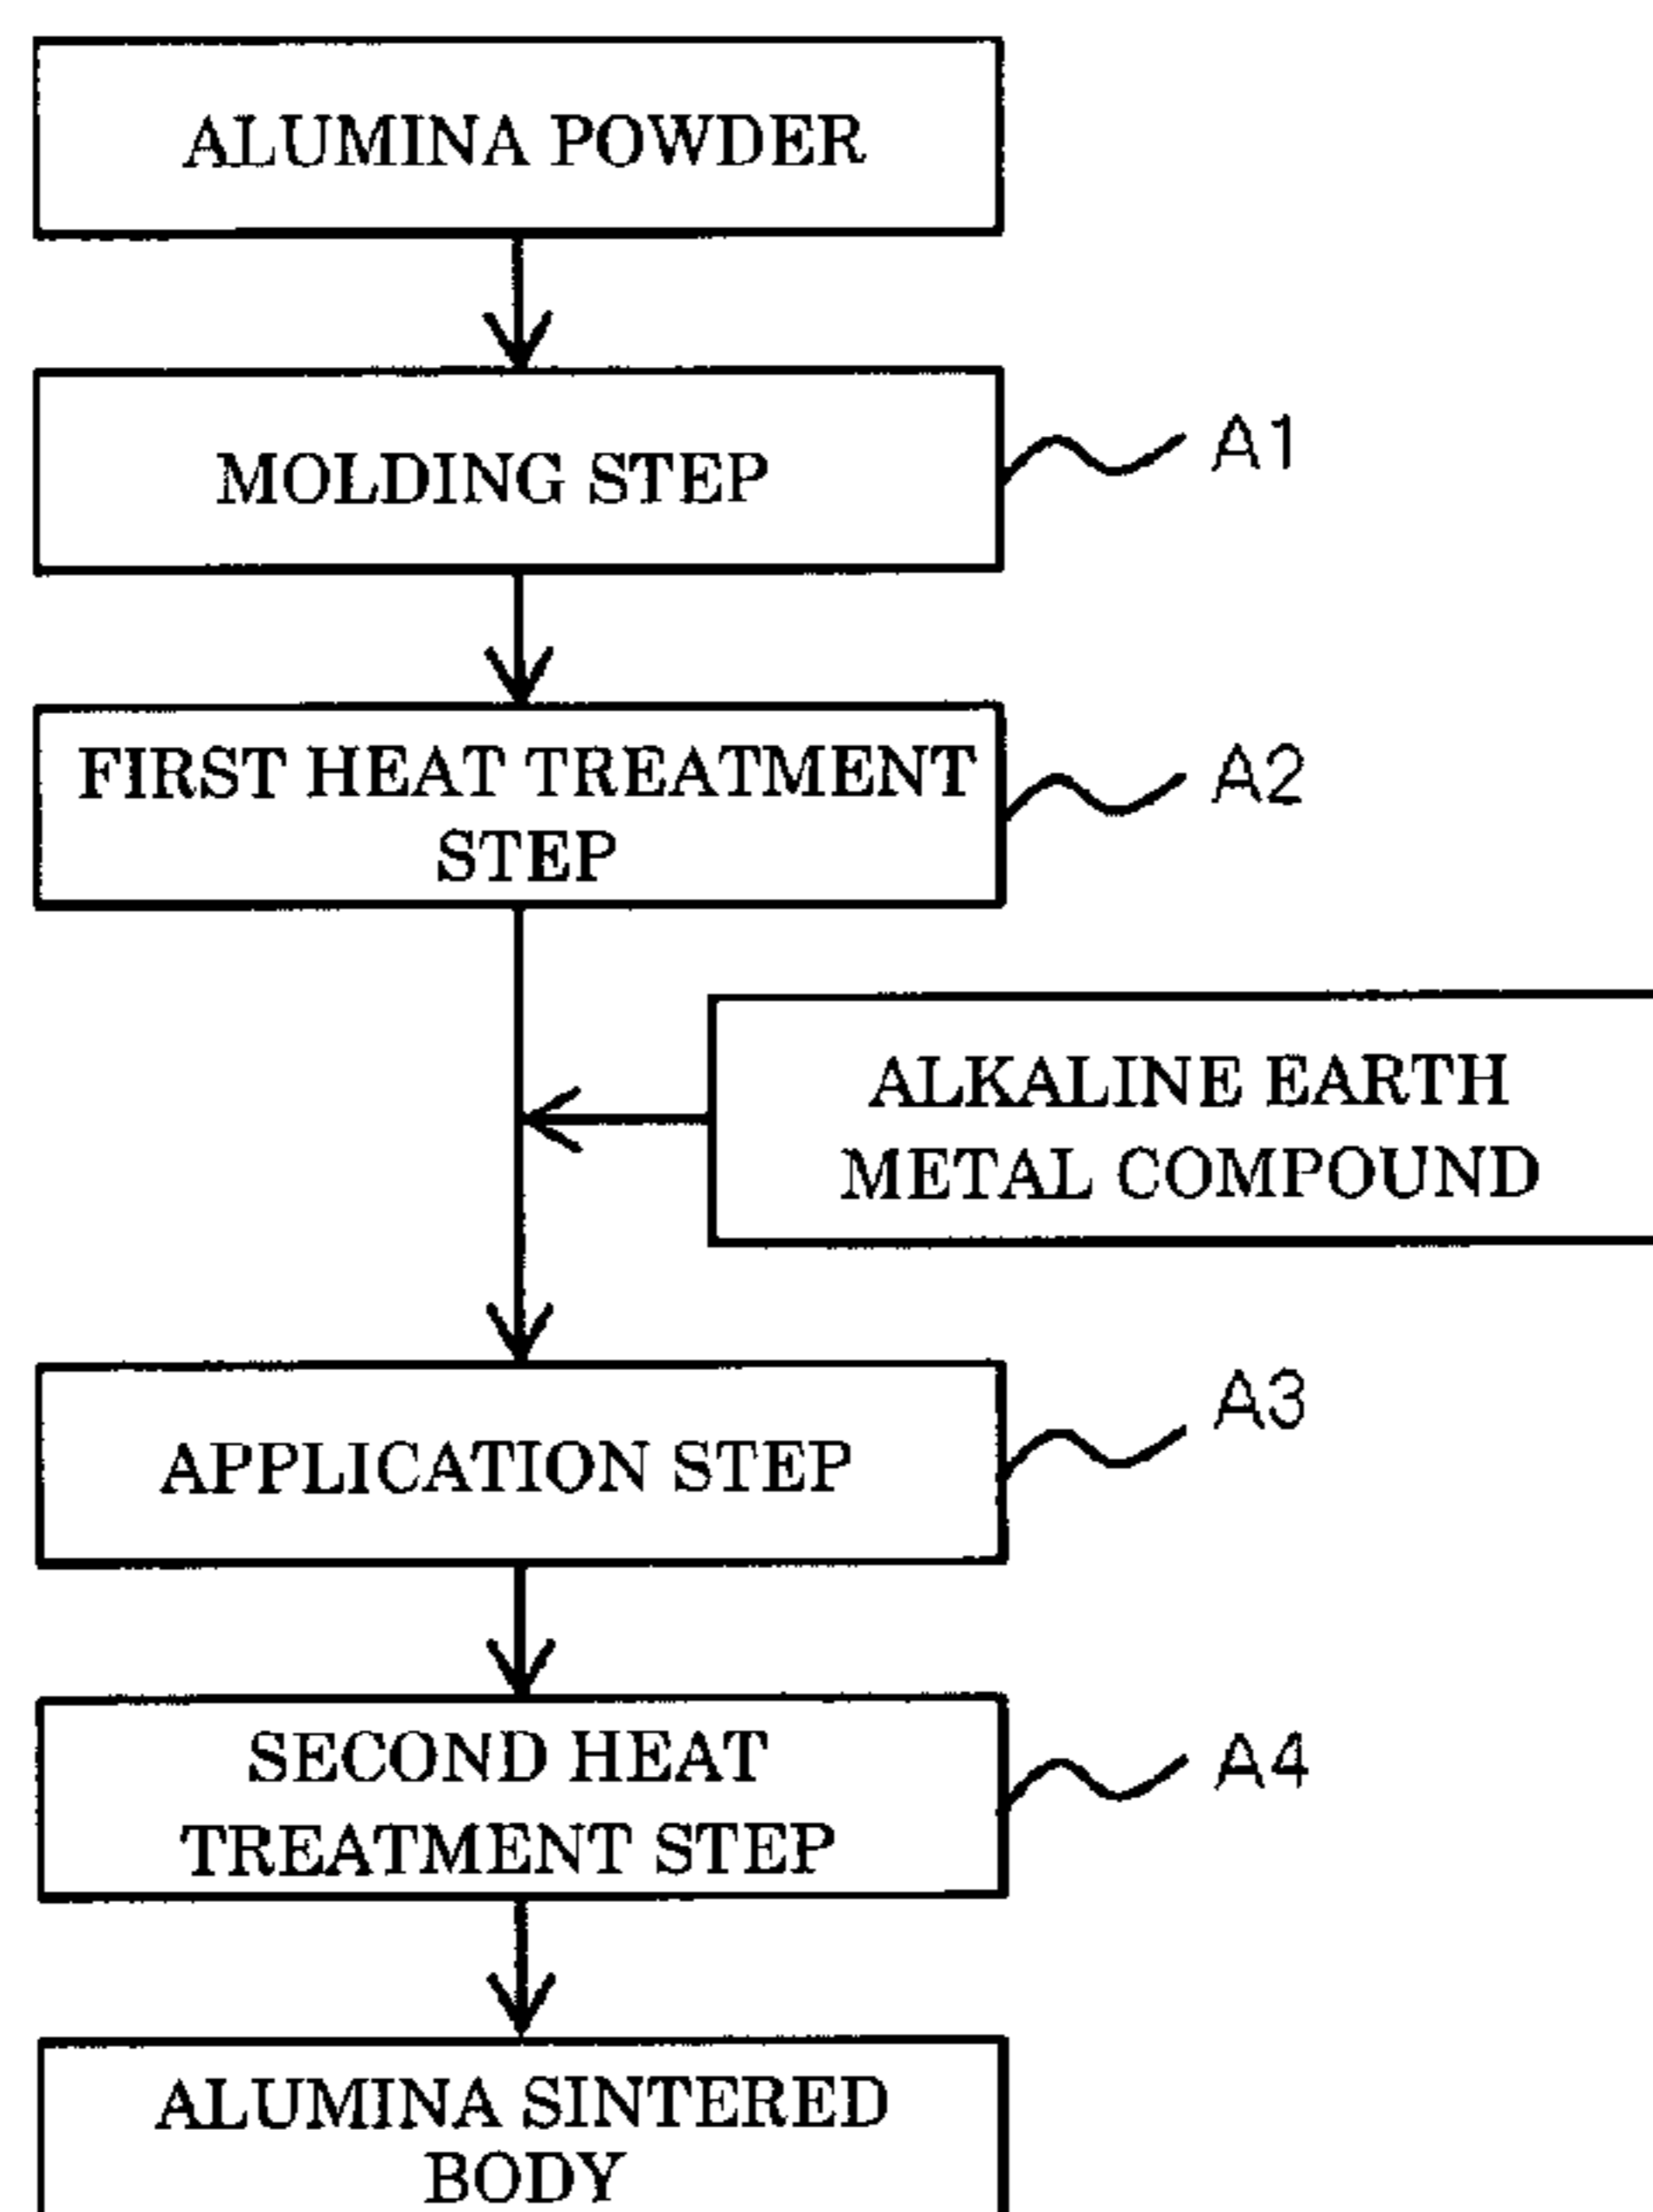 ALUMINA POWDER
MOLDING STEP
A1
FIRST HEAT TREATMENT
STEP
A2
ALKALINE EARTH
METAL COMPOUND
APPLICATION STEP
A3
SECOND HEAT
TREATMENT STEP
A4
ALUMINA SINTERED
BODY